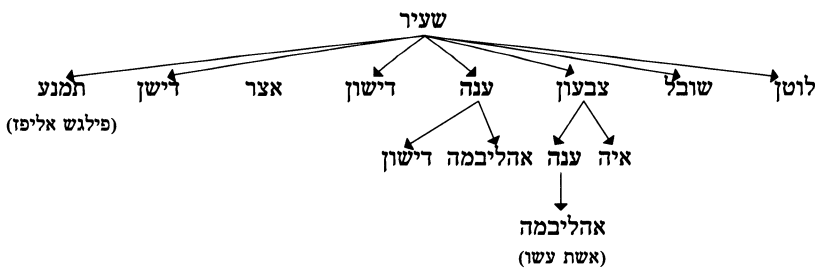 שעיר
לוטן שובל צבעון ענה דישון אצר דישן תמנע
(פילגש אליפז)
איה ענה אהליבמה דישון
אהליבמה
(אשת עשו)